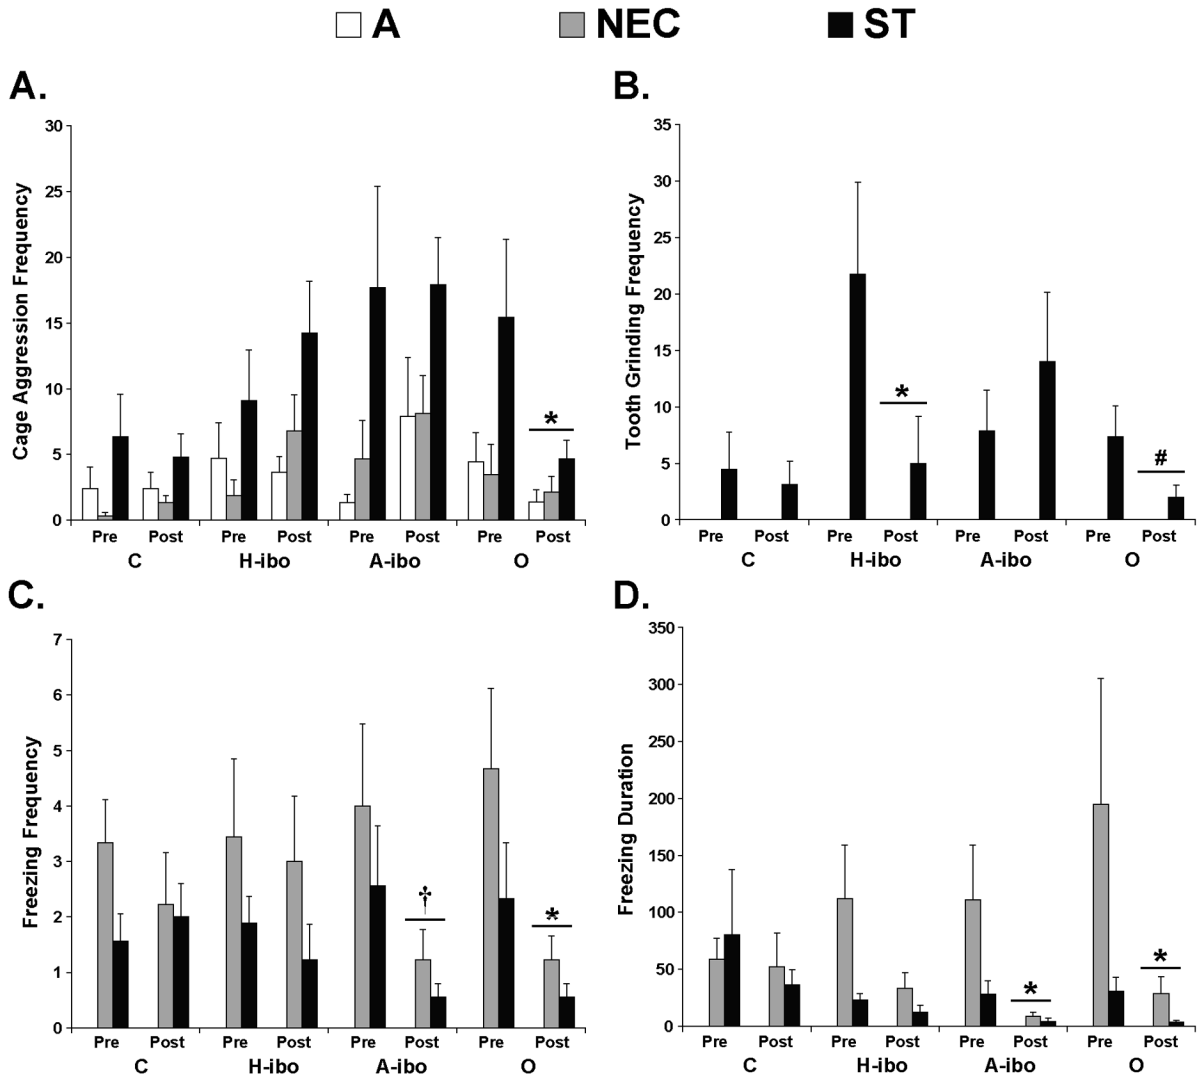 A NEC ST
A.
Cage Aggression Frequency
30
25
20
15
10
5
0
Pre Post Pre Post Pre Post Pre Post
C H-ibo A-ibo O
*
B.
Tooth Grinding Frequency
35
30
25
20
15
10
5
0
Pre Post Pre Post Pre Post Pre Post
C H-ibo A-ibo O
*
#
C.
Freezing Frequency
7
6
5
4
3
2
1
0
Pre Post Pre Post Pre Post Pre Post
C H-ibo A-ibo O
†
*
D.
Freezing Duration
350
300
250
200
150
100
50
0
Pre Post Pre Post Pre Post Pre Post
C H-ibo A-ibo O
*
*